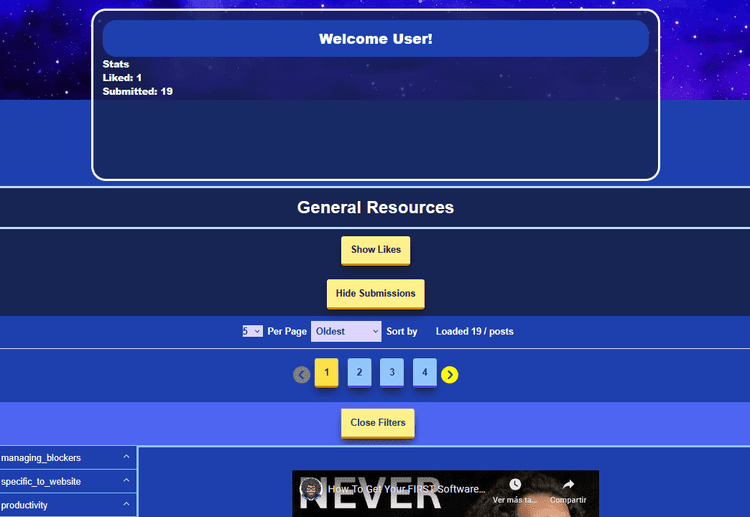 Welcome User!
Stats
Liked: 1
Submitted: 19
General Resources
Show Likes
Hide Submissions
5 Per Page Oldest Sort by Loaded 19 / posts
1 2 3 4
Close Filters
managing_blockers
specific_to_website
productivity
NEVER
How To Get Your FIRST Software...
Ver más ta...
Compartir